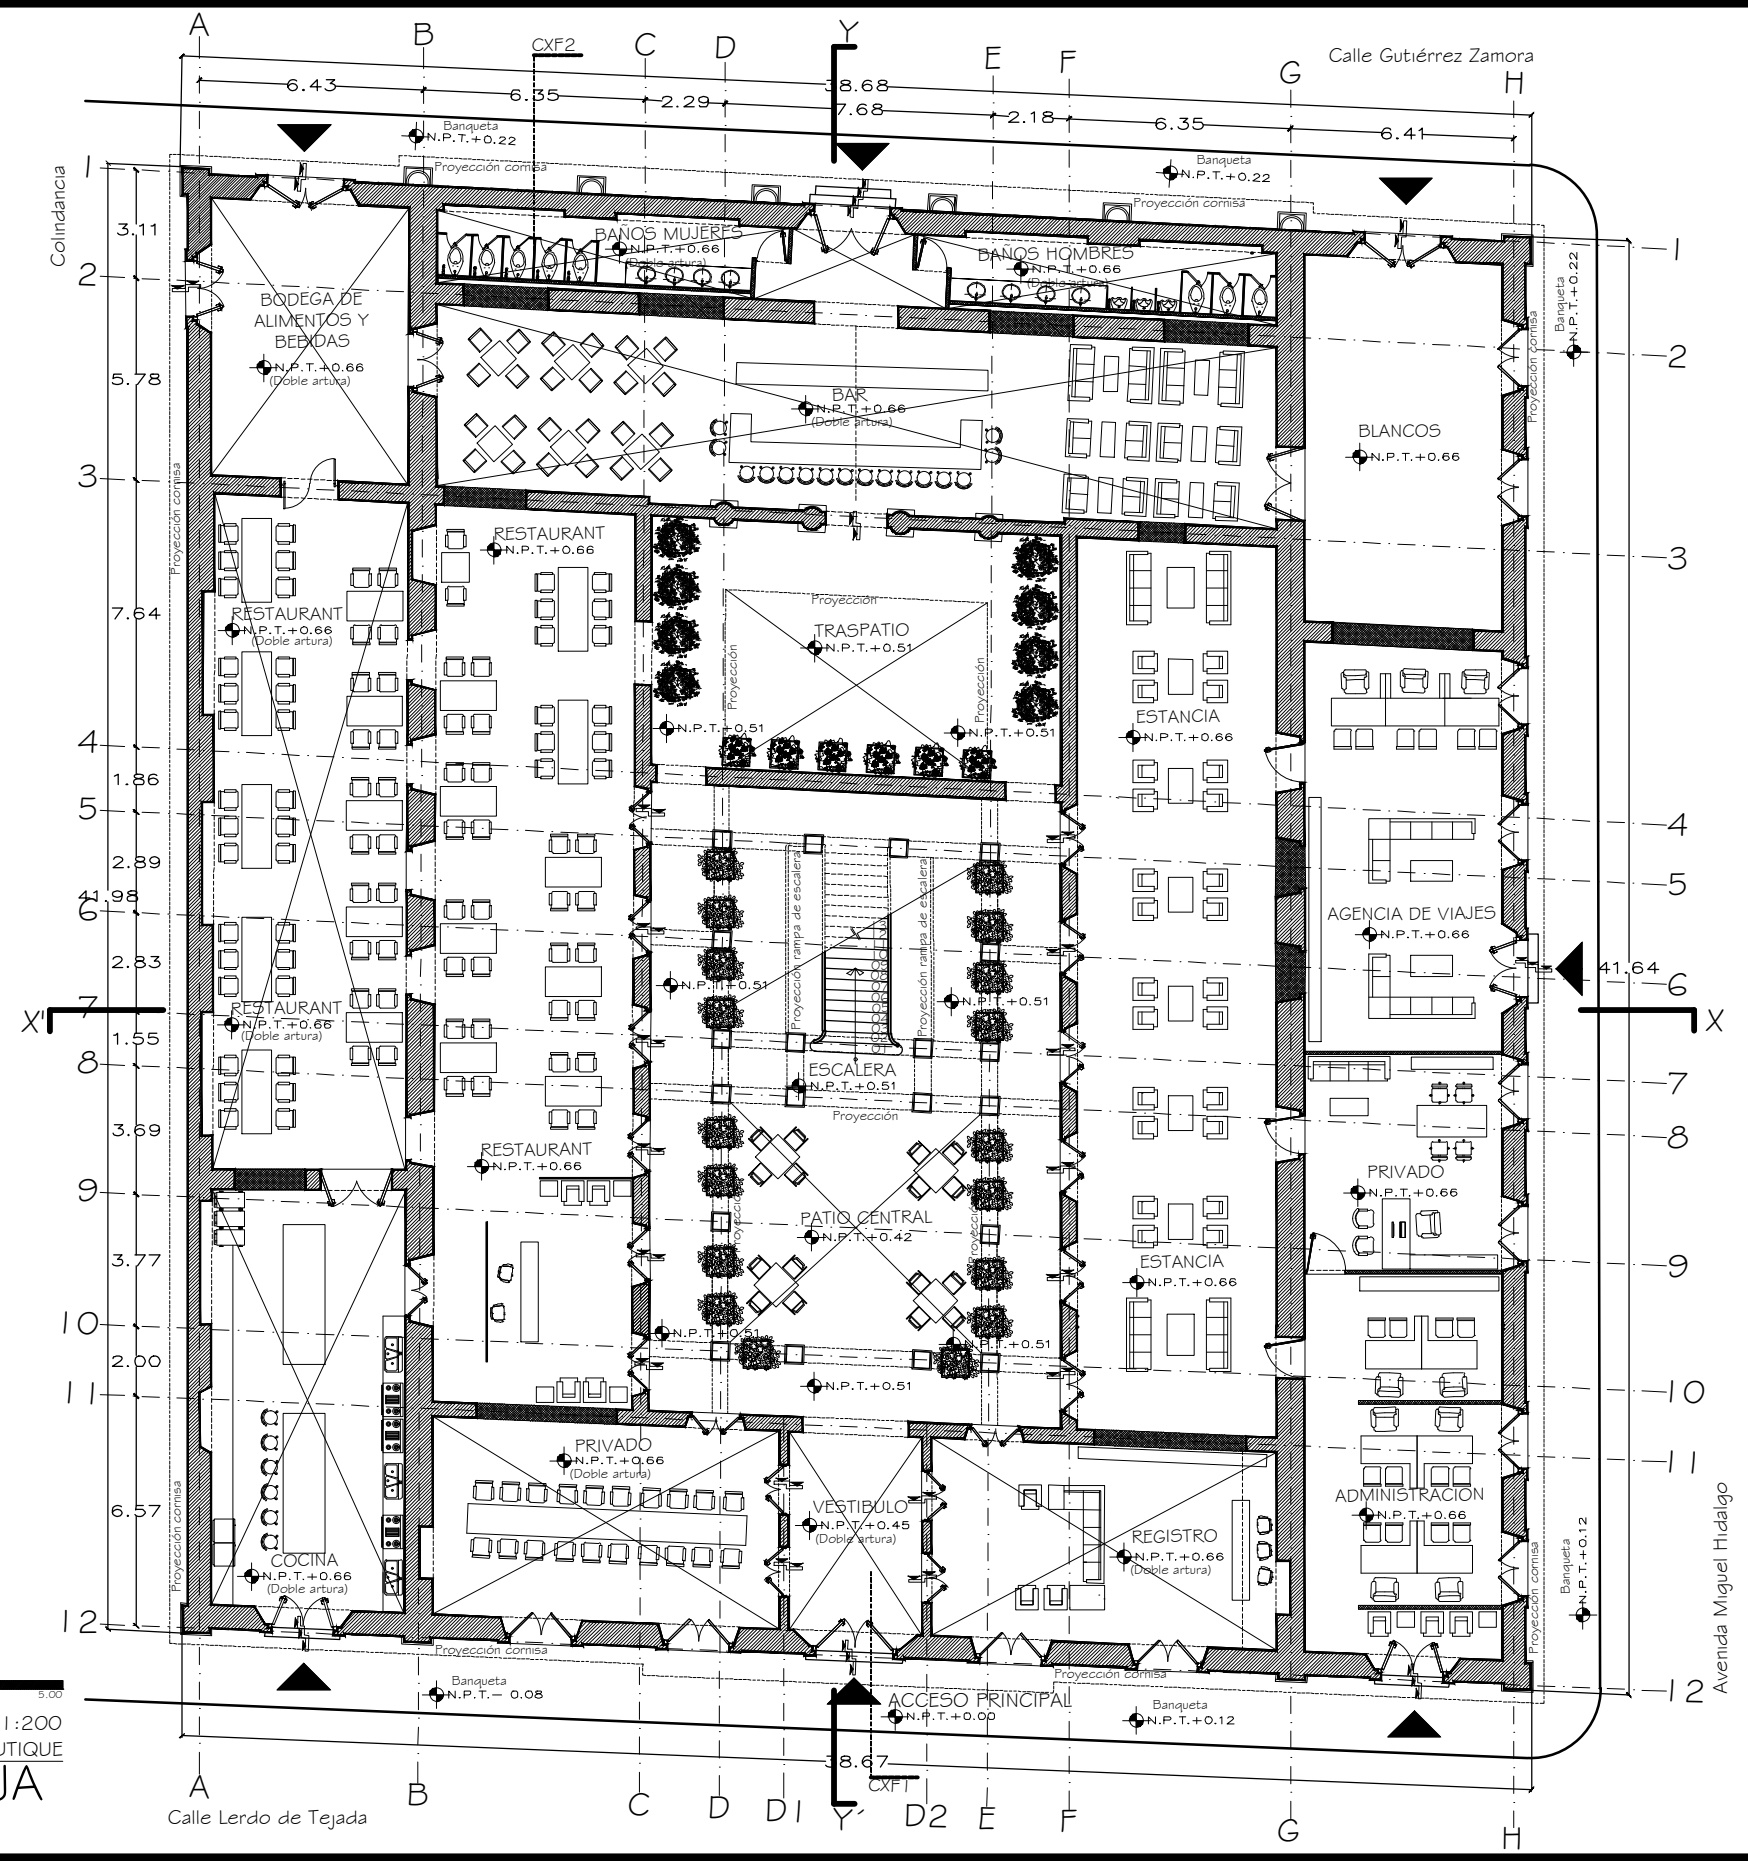 A
B
CXF2
C
D
Y
E
F
G
H
Calle Gutiérrez Zamora
38.68
6.43
6.35
2.29
7.68
2.18
6.35
6.41
Banqueta
N.P.T.+0.22
Banqueta
N.P.T.+0.22
Proyección cornisa
Proyección cornisa
Colindancia
1
3.11
2
5.78
3
7.64
4
1.86
5
2.89
41.98
6
2.83
7
X'
1.55
8
3.69
9
3.77
10
2.00
11
6.57
12
Proyección cornisa
Proyección cornisa
BODEGA DE
ALIMENTOS Y
BEBIDAS
N.P.T.+0.66
(Doble artura)
BAÑOS MUJERES
N.P.T.+0.66
(Doble artura)
BAÑOS HOMBRES
N.P.T.+0.66
(Doble artura)
BAR
N.P.T.+0.66
(Doble artura)
BLANCOS
N.P.T.+0.66
RESTAURANT
N.P.T.+0.66
RESTAURANT
N.P.T.+0.66
(Doble artura)
Proyección
TRASPATIO
N.P.T.+0.51
Proyección
Proyección
N.P.T.+0.51
N.P.T.+0.51
ESTANCIA
N.P.T.+0.66
AGENCIA DE VIAJES
N.P.T.+0.66
Proyección rampa de escalera
Proyección rampa de escalera
N.P.T.+0.51
N.P.T.+0.51
RESTAURANT
N.P.T.+0.66
(Doble artura)
ESCALERA
N.P.T.+0.51
Proyección
RESTAURANT
N.P.T.+0.66
PRIVADO
N.P.T.+0.66
Proyección
Proyección
PATIO CENTRAL
N.P.T.+0.42
ESTANCIA
N.P.T.+0.66
N.P.T.+0.51
N.P.T.+0.51
N.P.T.+0.51
PRIVADO
N.P.T.+0.66
(Doble artura)
VESTIBULO
N.P.T.+0.45
(Doble artura)
REGISTRO
N.P.T.+0.66
(Doble artura)
ADMINISTRACION
N.P.T.+0.66
COCINA
N.P.T.+0.66
(Doble artura)
Banqueta
N.P.T.+0.22
Proyección cornisa
Proyección cornisa
1
2
3
4
5
6
41.64
X
7
8
9
10
11
12
Banqueta
N.P.T.+0.12
Proyección cornisa
Avenida Miguel Hidalgo
Proyección cornisa
Proyección cornisa
Banqueta
N.P.T.- 0.08
ACCESO PRINCIPAL
N.P.T.+0.00
Banqueta
N.P.T.+0.12
5.00
1:200
UTIQUE
JA
38.67
CXF1
A
B
C
D
D1
Y'
D2
E
F
G
H
Calle Lerdo de Tejada